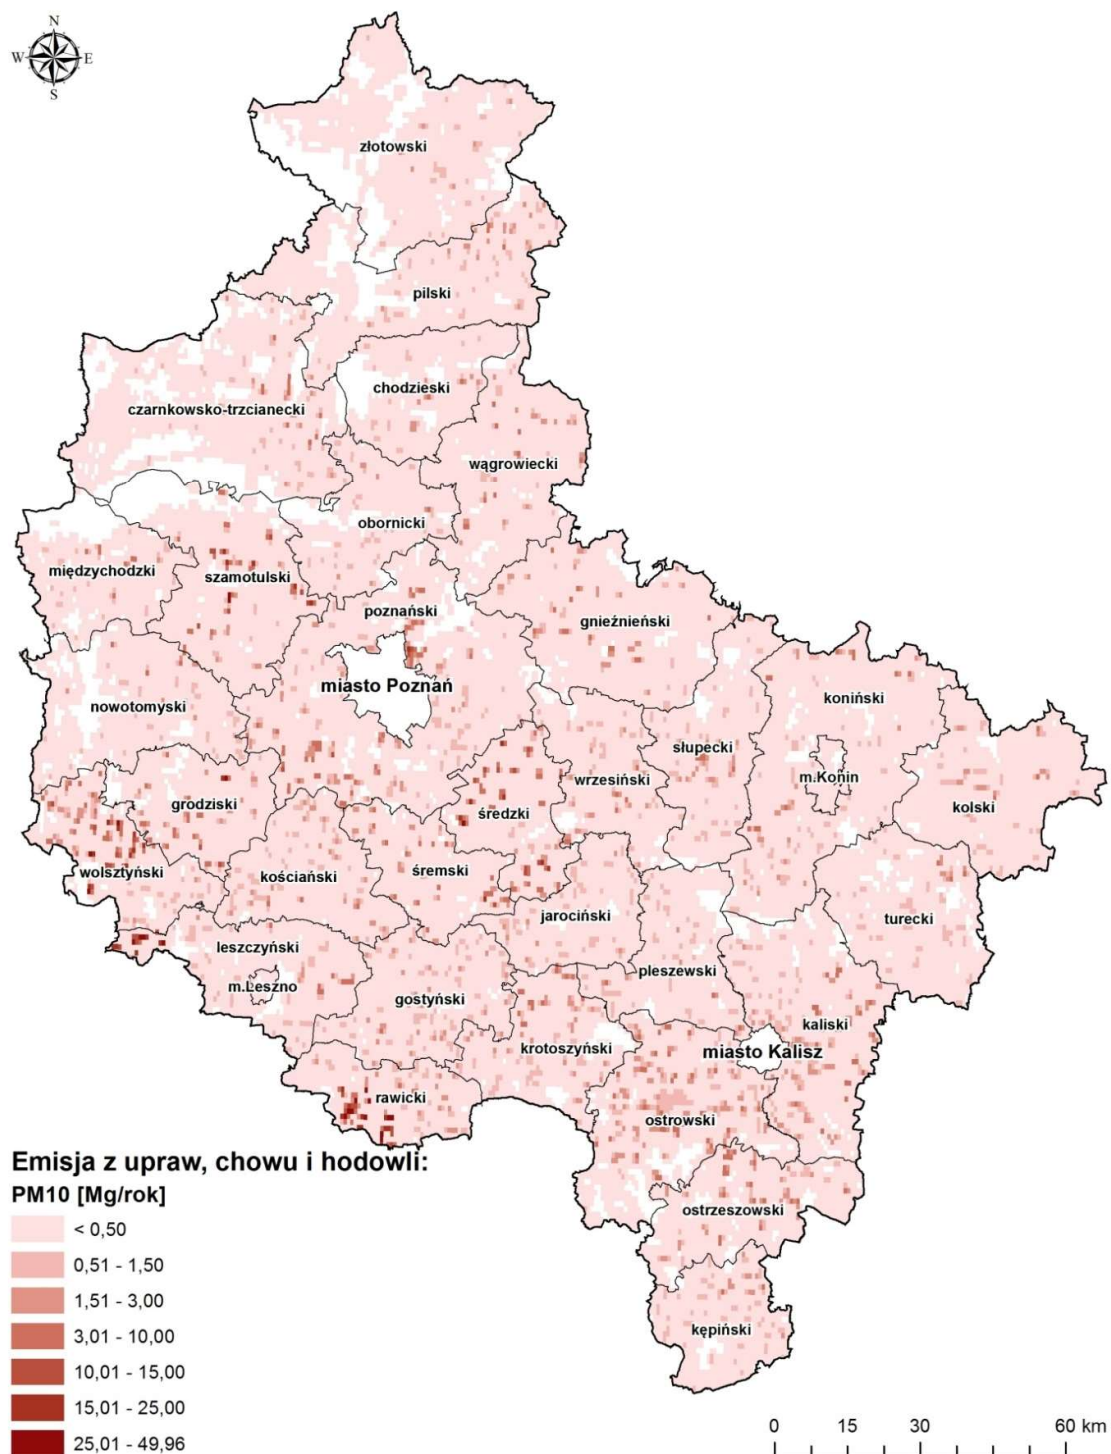 N
W E
S
złotowski
pilski
chodzieski
czarnkowsko-trzcianecki
wągrowiecki
obornicki
międzychodzki
szamotulski
poznański
gnieźnieński
miasto Poznań
koniński
nowotomyski
słupecki
m.Konin
wrzesiński
grodziski
średzki
kolski
wolsztyński
kościański
śremski
jarociński
turecki
leszczyński
pleszewski
m.Leszno
gostyński
kaliski
krotoszyński
miasto Kalisz
rawicki
ostrowski
Emisja z upraw, chowu i hodowli:
PM10 [Mg/rok]
ostrzeszowski
< 0,50
0,51 - 1,50
1,51 - 3,00
kępiński
3,01 - 10,00
10,01 - 15,00
15,01 - 25,00
25,01 - 49,96
0 15 30 60 km